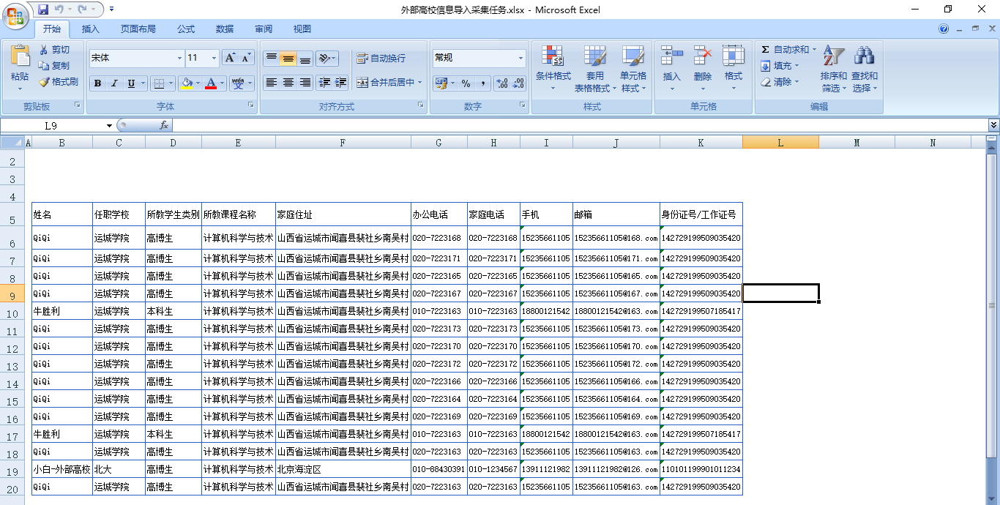 外部高校信息导入采集任务.xlsx - Microsoft Excel
开始 插入 页面布局 公式 数据 审阅 视图
粘贴 剪切 复制 格式刷 剪贴板
宋体 11 A A B I U A wén 字体
自动换行 合并后居中 对齐方式
常规 % , .0 .00 .00 .0 数字
条件格式 套用表格格式 单元格样式 样式
插入 删除 格式 单元格
Σ 自动求和 填充 清除 排序和筛选 查找和选择 编辑
L9 fx
A B C D E F G H I J K L M N
2
3
4
5 姓名 任职学校 所教学生类别 所教课程名称 家庭住址 办公电话 家庭电话 手机 邮箱 身份证号/工作证号
6 QiQi 运城学院 高博生 计算机科学与技术 山西省运城市闻喜县裴社乡南吴村 020-7223168 020-7223168 15235661105 15235661105@168.com 142729199509035420
7 QiQi 运城学院 高博生 计算机科学与技术 山西省运城市闻喜县裴社乡南吴村 020-7223171 020-7223171 15235661105 15235661105@171.com 142729199509035420
8 QiQi 运城学院 高博生 计算机科学与技术 山西省运城市闻喜县裴社乡南吴村 020-7223165 020-7223165 15235661105 15235661105@165.com 142729199509035420
9 QiQi 运城学院 高博生 计算机科学与技术 山西省运城市闻喜县裴社乡南吴村 020-7223167 020-7223167 15235661105 15235661105@167.com 142729199509035420
10 牛胜利 运城学院 本科生 计算机科学与技术 山西省运城市闻喜县裴社乡南吴村 010-7223163 010-7223163 18800121542 18800121542@163.com 142729199507185417
11 QiQi 运城学院 高博生 计算机科学与技术 山西省运城市闻喜县裴社乡南吴村 020-7223173 020-7223173 15235661105 15235661105@173.com 142729199509035420
12 QiQi 运城学院 高博生 计算机科学与技术 山西省运城市闻喜县裴社乡南吴村 020-7223170 020-7223170 15235661105 15235661105@170.com 142729199509035420
13 QiQi 运城学院 高博生 计算机科学与技术 山西省运城市闻喜县裴社乡南吴村 020-7223172 020-7223172 15235661105 15235661105@172.com 142729199509035420
14 QiQi 运城学院 高博生 计算机科学与技术 山西省运城市闻喜县裴社乡南吴村 020-7223166 020-7223166 15235661105 15235661105@166.com 142729199509035420
15 QiQi 运城学院 高博生 计算机科学与技术 山西省运城市闻喜县裴社乡南吴村 020-7223164 020-7223164 15235661105 15235661105@164.com 142729199509035420
16 QiQi 运城学院 高博生 计算机科学与技术 山西省运城市闻喜县裴社乡南吴村 020-7223169 020-7223169 15235661105 15235661105@169.com 142729199509035420
17 牛胜利 运城学院 本科生 计算机科学与技术 山西省运城市闻喜县裴社乡南吴村 010-7223163 010-7223163 18800121542 18800121542@163.com 142729199507185417
18 QiQi 运城学院 高博生 计算机科学与技术 山西省运城市闻喜县裴社乡南吴村 020-7223163 020-7223163 15235661105 15235661105@163.com 142729199509035420
19 小白-外部高校 北大 高博生 计算机科学与技术 北京海淀区 010-88430391 010-1234567 13911121982 13911121982@126.com 110101199901011234
20 QiQi 运城学院 高博生 计算机科学与技术 山西省运城市闻喜县裴社乡南吴村 020-7223163 020-7223163 15235661105 15235661105@163.com 142729199509035420